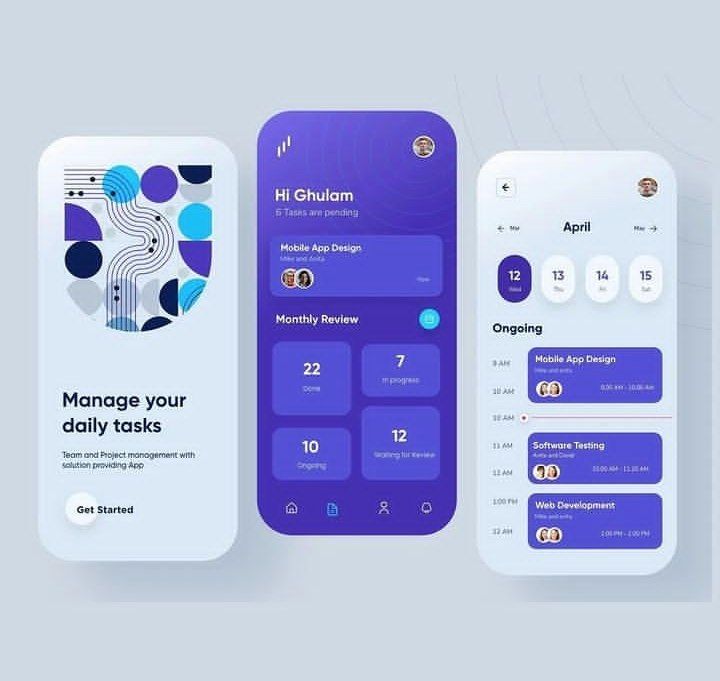 Manage your
daily tasks
Team and Project management with
solution providing App
Get Started
Hi Ghulam
6 Tasks are pending
Mobile App Design
Mike and Anita
Now
Monthly Review
22
Done
7
In progress
10
Ongoing
12
Waiting for Review
Mar
April
May
12
Wed
13
Thu
14
Fri
15
Sat
Ongoing
9 AM
Mobile App Design
Mike and anita
9.00 AM - 10.00 AM
10 AM
10 AM
11 AM
Software Testing
Anita and David
11.00 AM - 11.20 AM
12 AM
1:00 PM
Web Development
Mike and anita
1:00 PM - 2:00 PM
12 AM